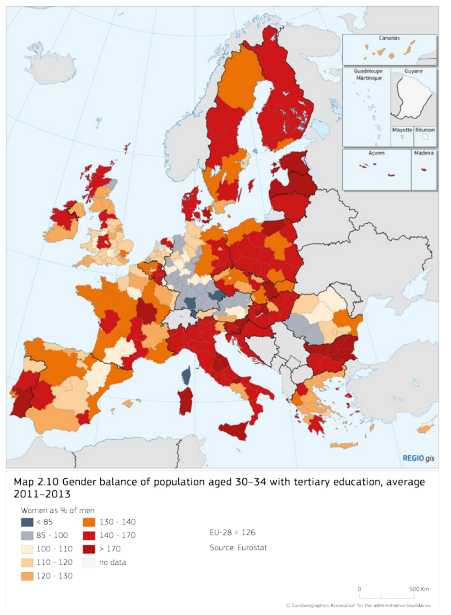 Canarias
Guadeloupe
Martinique
Guyane
Mayotte
Réunion
Açores
Madeira
REGIO gis
Map 2.10 Gender balance of population aged 30–34 with tertiary education, average
2011–2013
Women as % of men
< 85
85 - 100
100 - 110
110 - 120
120 - 130
130 - 140
140 - 170
> 170
no data
EU-28 = 126
Source: Eurostat
0 500 Km
© EuroGeographics Association for the administrative boundaries